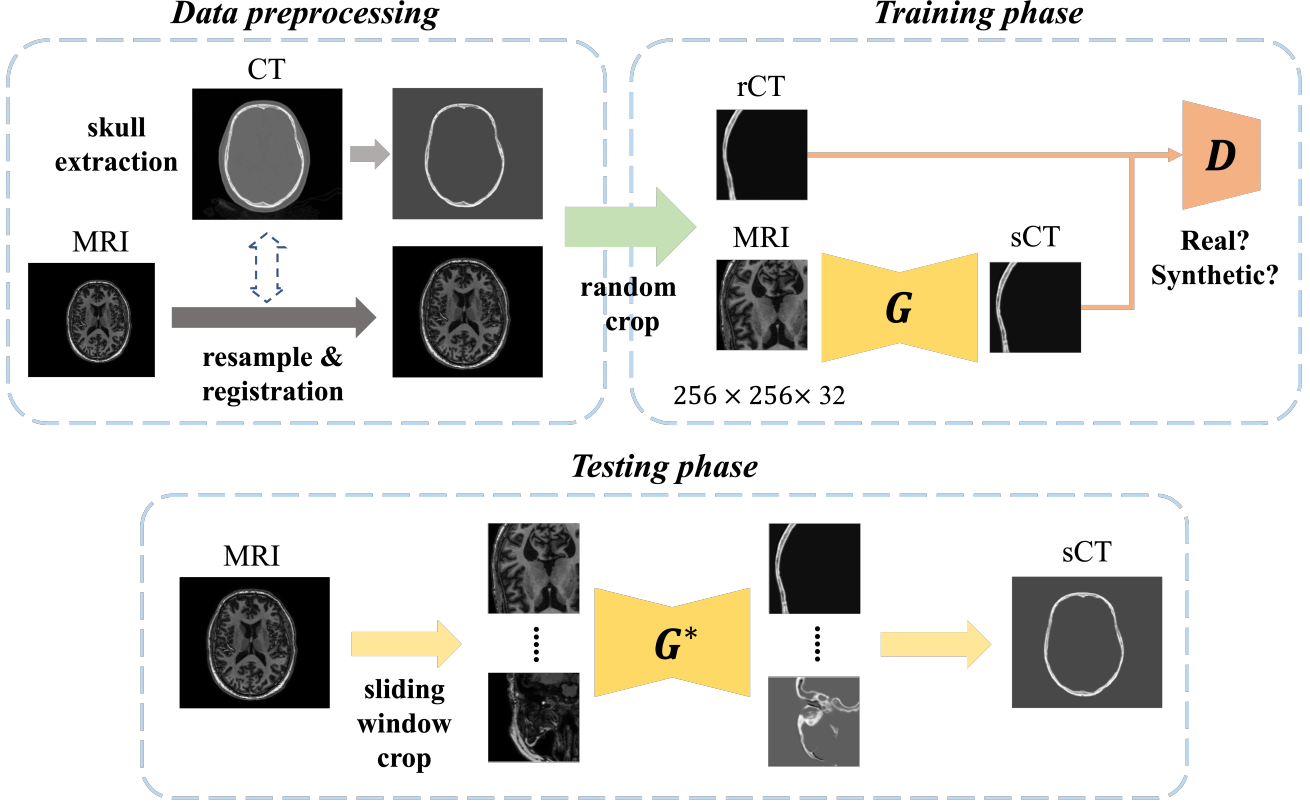 Data preprocessing
CT
skull
extraction
MRI
resample &
registration
random
crop
Training phase
rCT
MRI
G
sCT
D
Real?
Synthetic?
256 × 256× 32
Testing phase
MRI
sliding
window
crop
G*
sCT